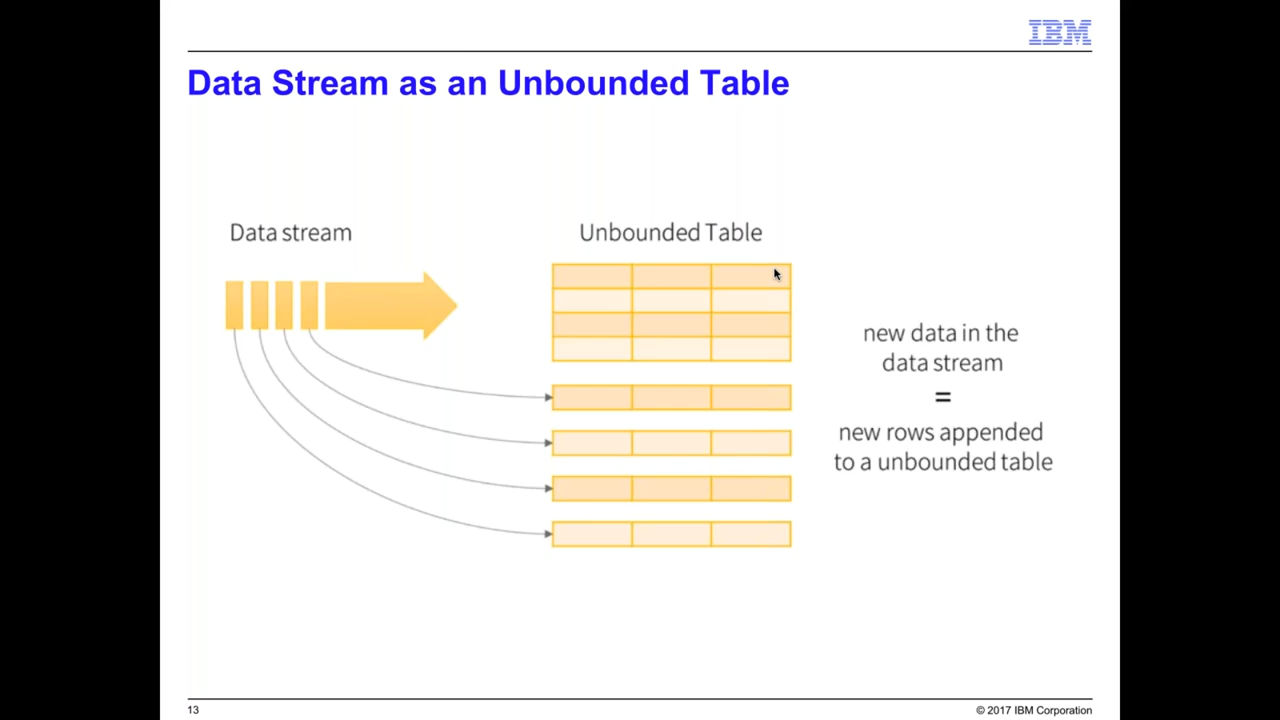 IBM
Data Stream as an Unbounded Table
Data stream
Unbounded Table
new data in the
data stream
=
new rows appended
to a unbounded table
13
© 2017 IBM Corporation